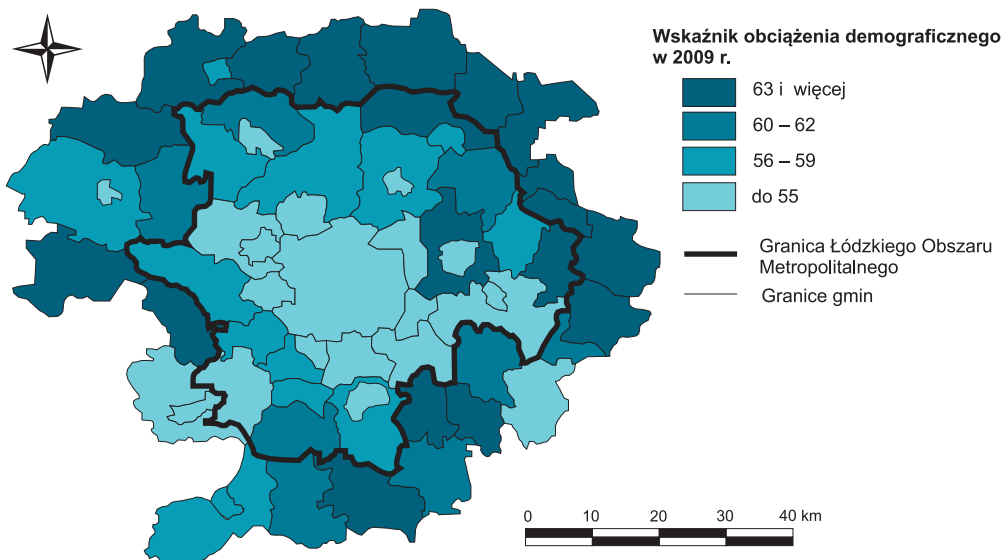 Wskaźnik obciążenia demograficznego
w 2009 r.
63 i więcej
60 – 62
56 – 59
do 55
Granica Łódzkiego Obszaru
Metropolitalnego
Granice gmin
0 10 20 30 40 km